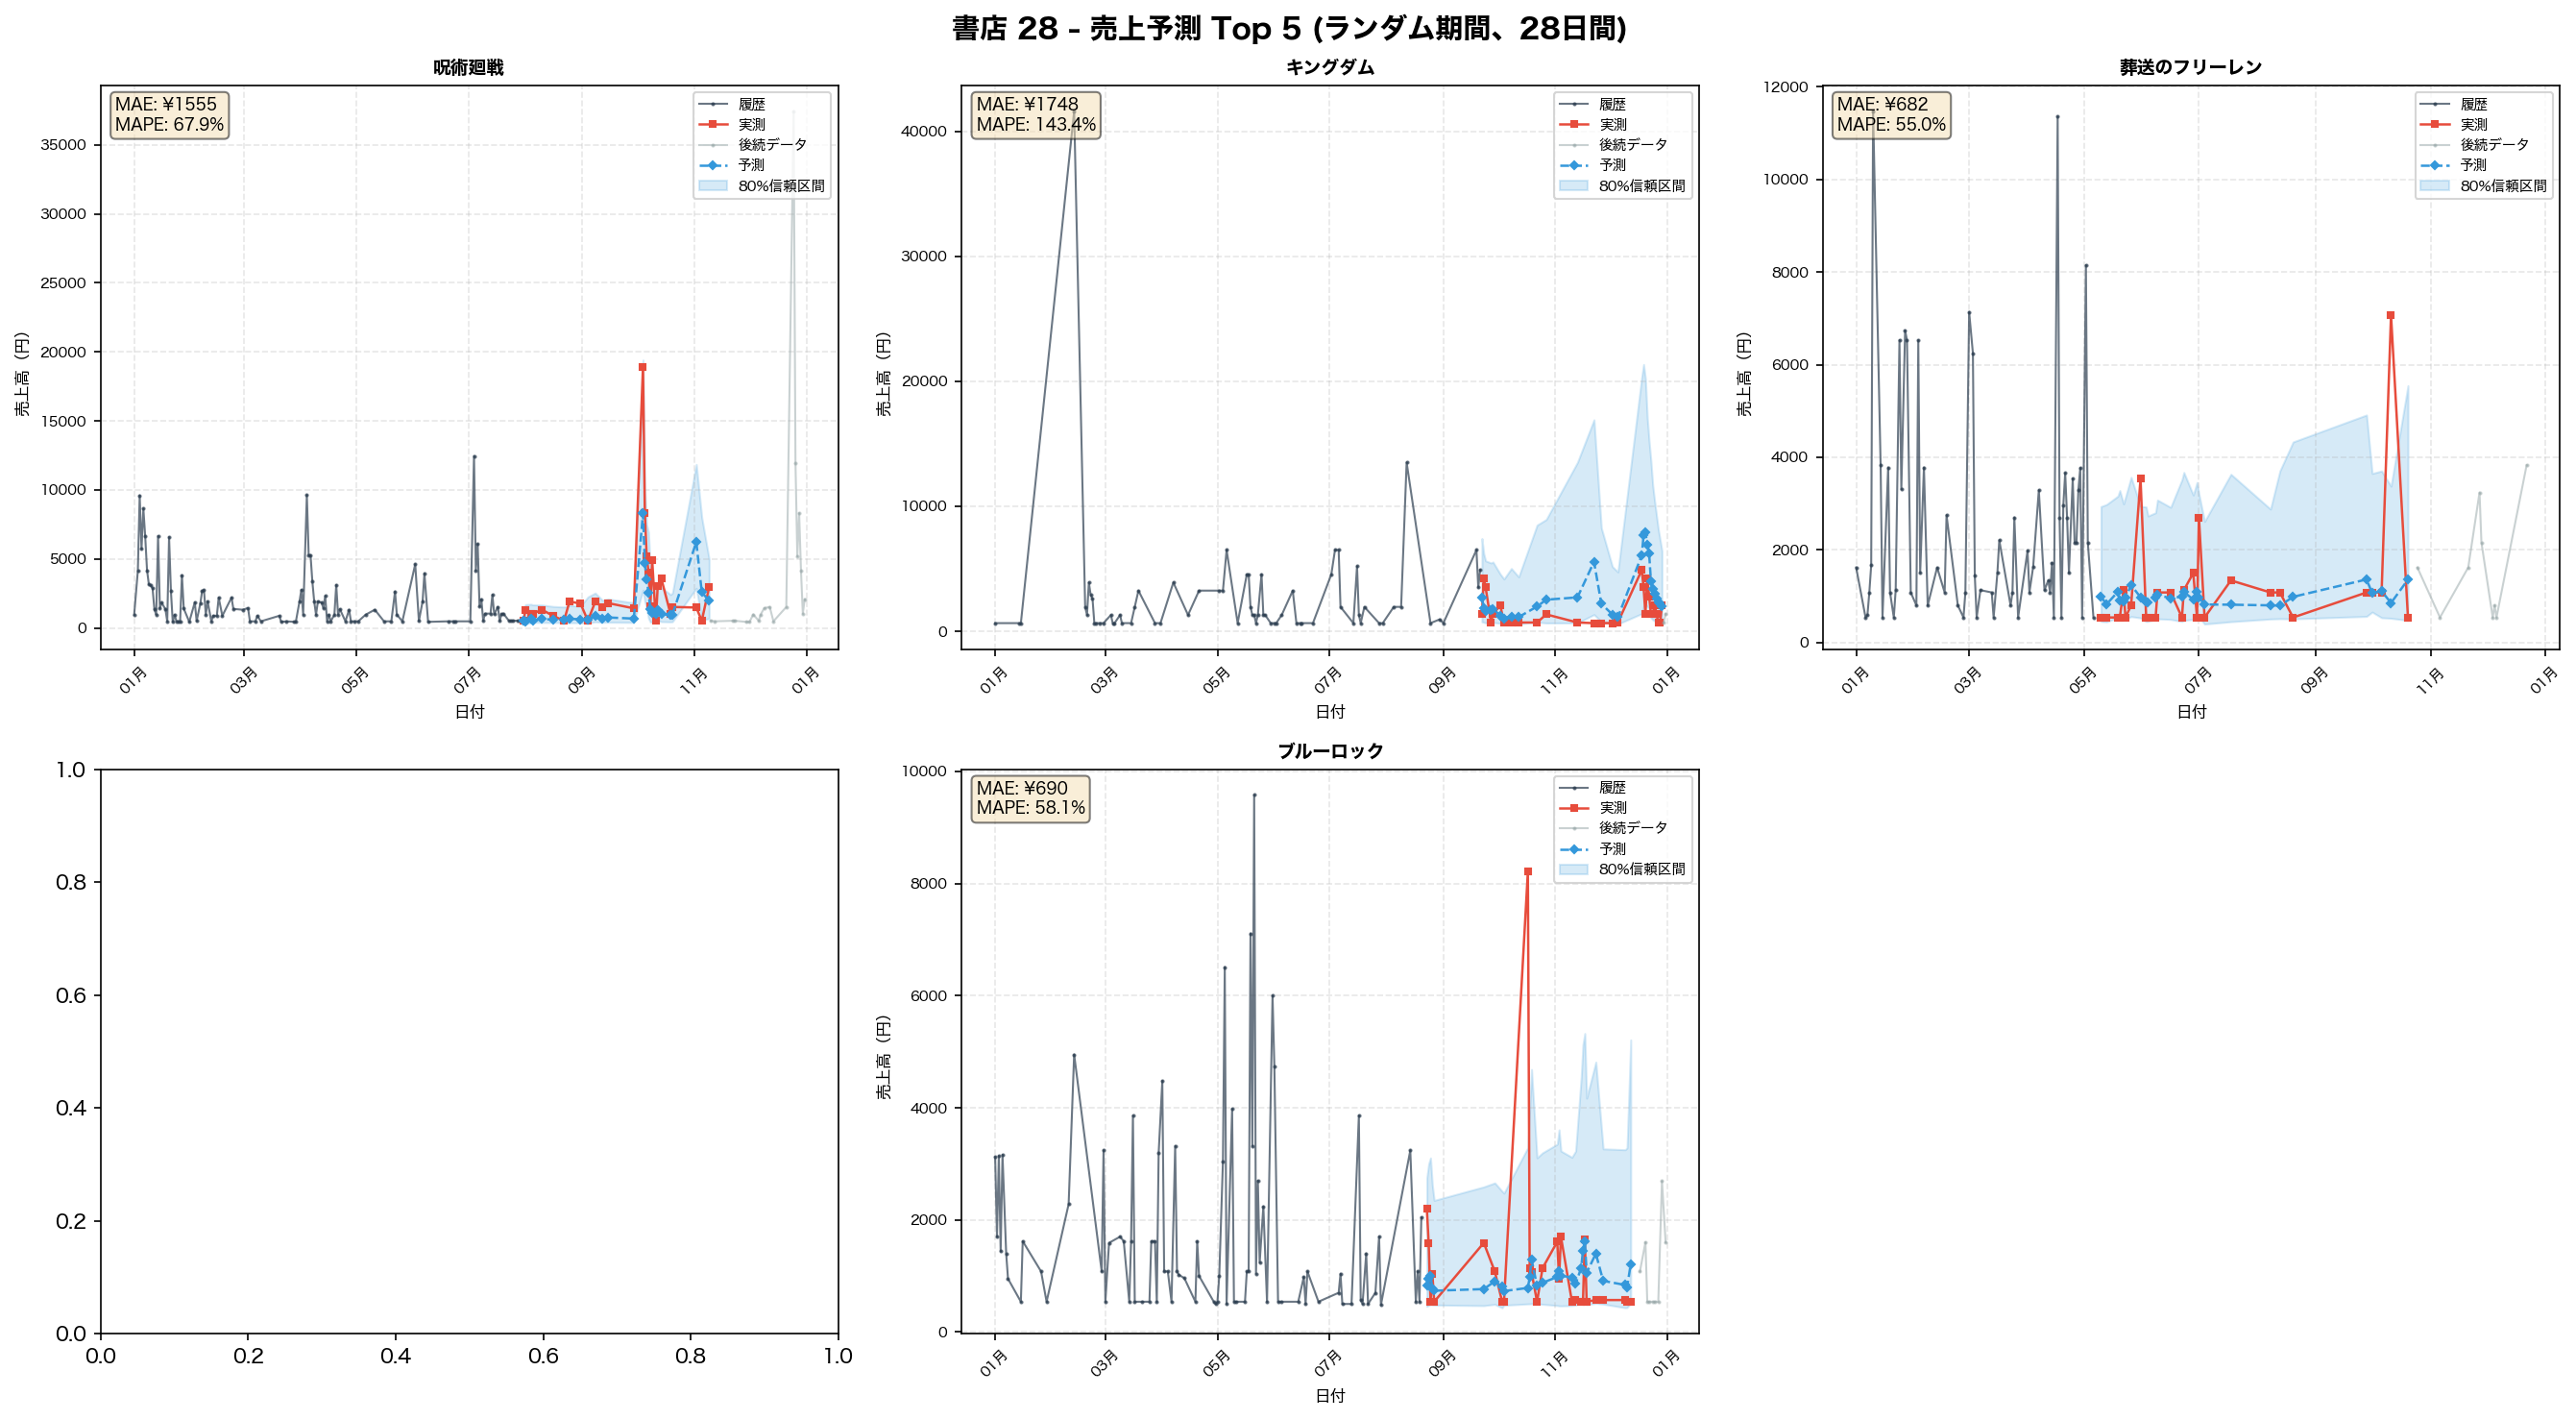 書店 28 - 売上予測 Top 5 (ランダム期間、28日間)
呪術廻戦
MAE: ¥1555
MAPE: 67.9%
履歴
実測
後続データ
予測
80%信頼区間
売上高（円）
35000
30000
25000
20000
15000
10000
5000
0
01月
03月
05月
07月
09月
11月
01月
日付
キングダム
MAE: ¥1748
MAPE: 143.4%
履歴
実測
後続データ
予測
80%信頼区間
売上高（円）
40000
30000
20000
10000
0
01月
03月
05月
07月
09月
11月
01月
日付
葬送のフリーレン
MAE: ¥682
MAPE: 55.0%
履歴
実測
後続データ
予測
80%信頼区間
売上高（円）
12000
10000
8000
6000
4000
2000
0
01月
03月
05月
07月
09月
11月
01月
日付
1.0
0.8
0.6
0.4
0.2
0.0
0.0
0.2
0.4
0.6
0.8
1.0
ブルーロック
MAE: ¥690
MAPE: 58.1%
履歴
実測
後続データ
予測
80%信頼区間
売上高（円）
10000
8000
6000
4000
2000
0
01月
03月
05月
07月
09月
11月
01月
日付